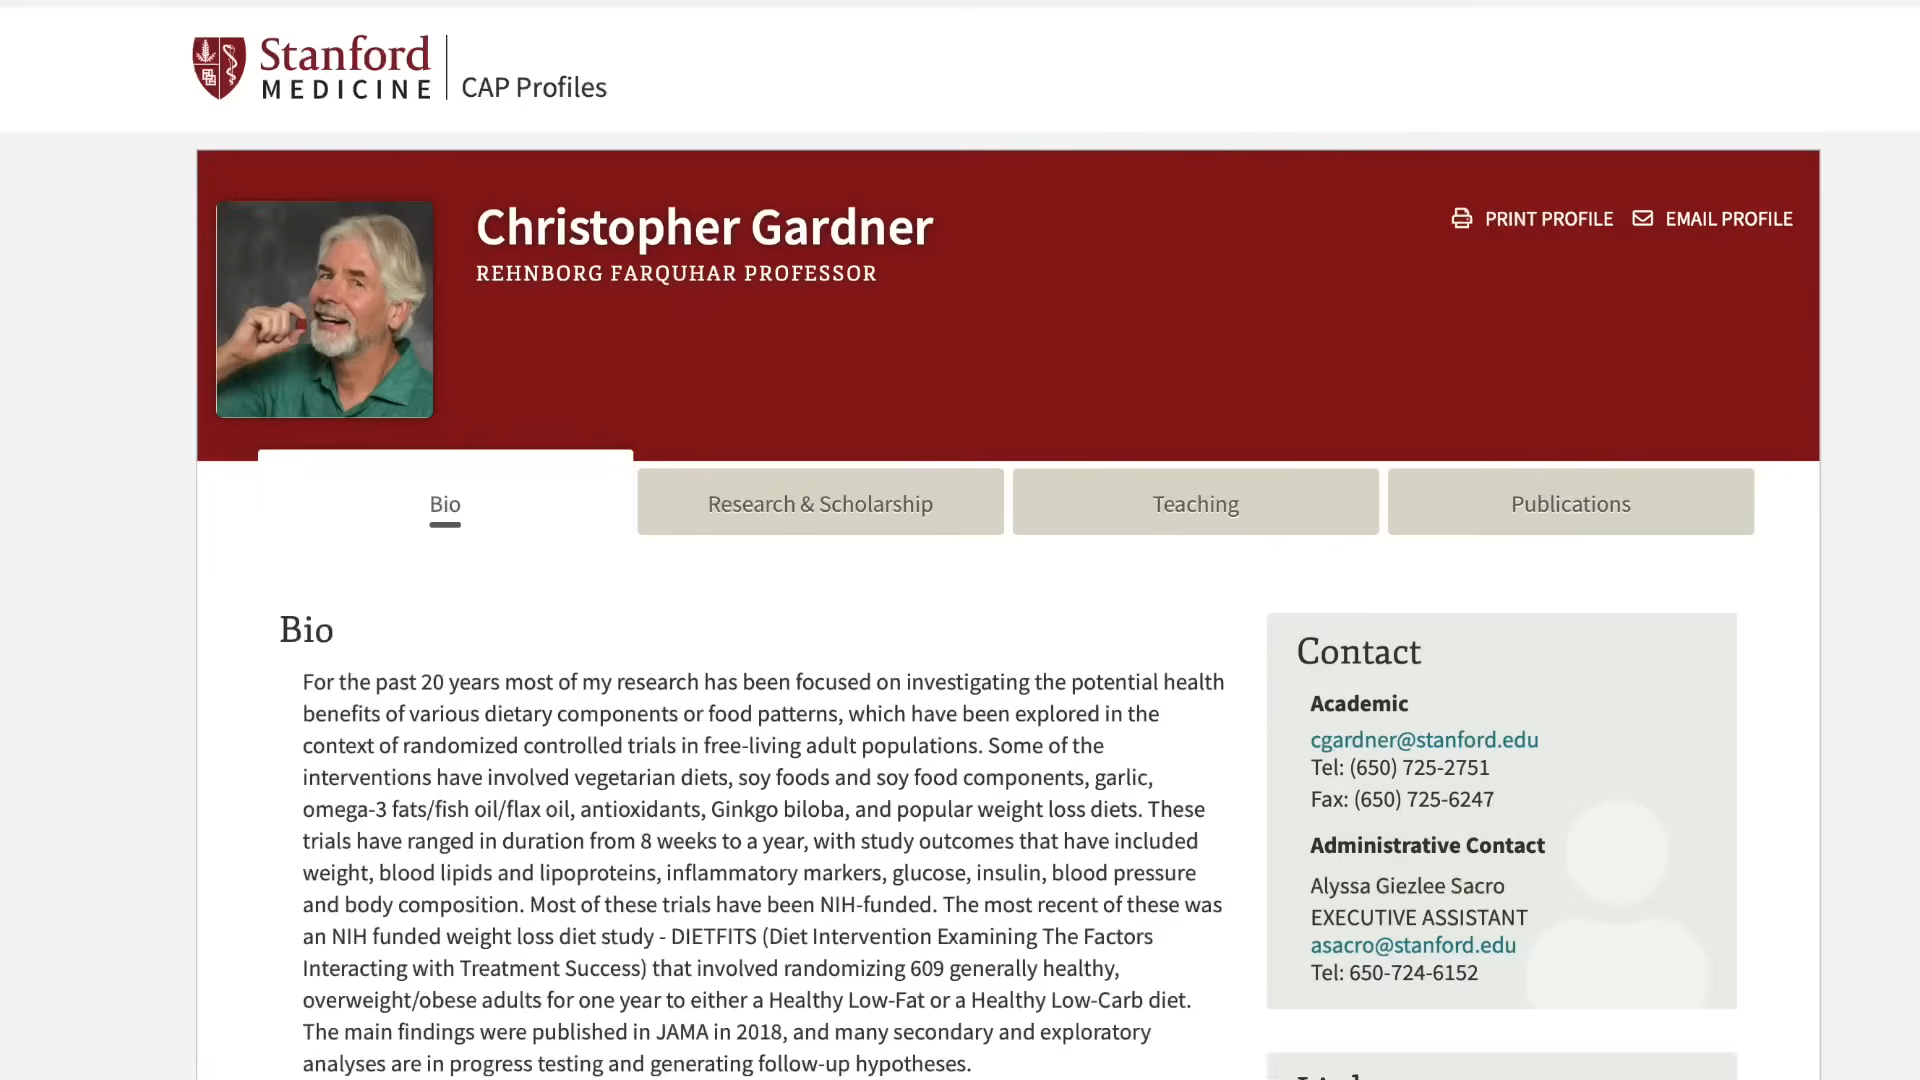 Stanford
MEDICINE
CAP Profiles
Christopher Gardner
REHNBORG FARQUHAR PROFESSOR
PRINT PROFILE
EMAIL PROFILE
Bio
Research & Scholarship
Teaching
Publications
Bio
For the past 20 years most of my research has been focused on investigating the potential health
benefits of various dietary components or food patterns, which have been explored in the
context of randomized controlled trials in free-living adult populations. Some of the
interventions have involved vegetarian diets, soy foods and soy food components, garlic,
omega-3 fats/fish oil/flax oil, antioxidants, Ginkgo biloba, and popular weight loss diets. These
trials have ranged in duration from 8 weeks to a year, with study outcomes that have included
weight, blood lipids and lipoproteins, inflammatory markers, glucose, insulin, blood pressure
and body composition. Most of these trials have been NIH-funded. The most recent of these was
an NIH funded weight loss diet study - DIETFITS (Diet Intervention Examining The Factors
Interacting with Treatment Success) that involved randomizing 609 generally healthy,
overweight/obese adults for one year to either a Healthy Low-Fat or a Healthy Low-Carb diet.
The main findings were published in JAMA in 2018, and many secondary and exploratory
analyses are in progress testing and generating follow-up hypotheses.
Contact
Academic
cgardner@stanford.edu
Tel: (650) 725-2751
Fax: (650) 725-6247
Administrative Contact
Alyssa Giezlee Sacro
EXECUTIVE ASSISTANT
asacro@stanford.edu
Tel: 650-724-6152